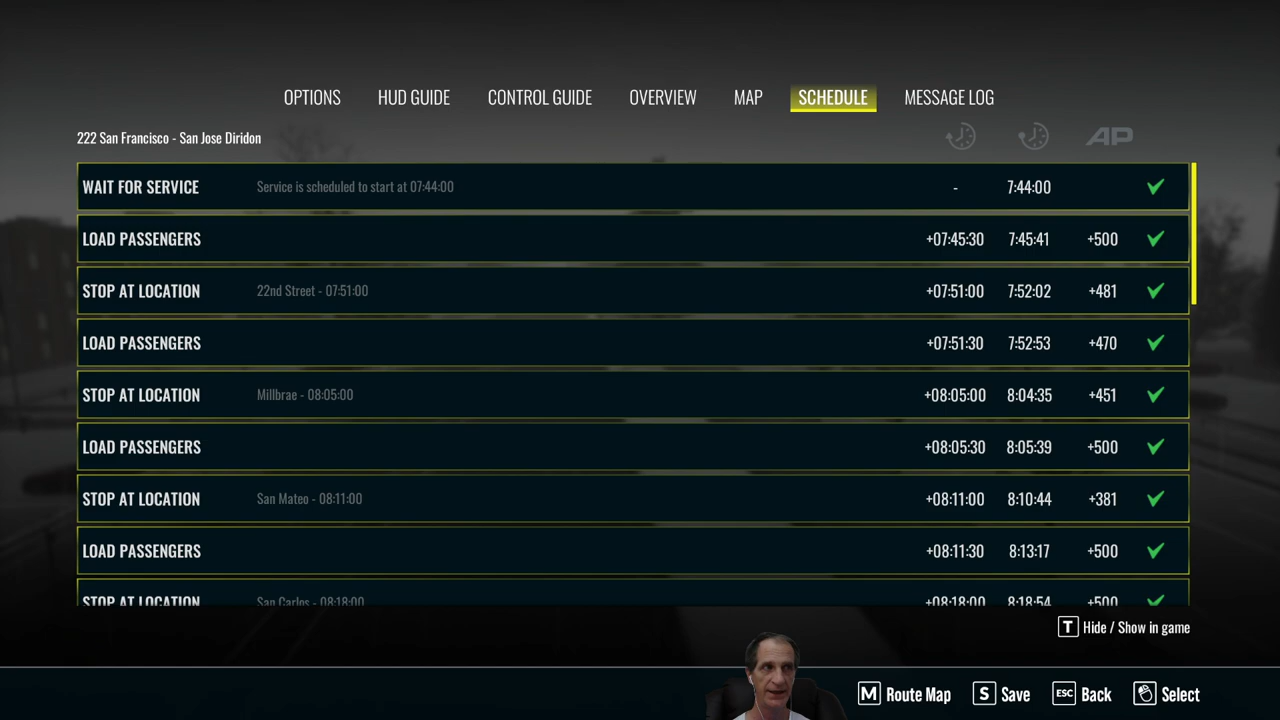 OPTIONS HUD GUIDE CONTROL GUIDE OVERVIEW MAP SCHEDULE MESSAGE LOG
222 San Francisco - San Jose Diridon AP
WAIT FOR SERVICE Service is scheduled to start at 07:44:00 - 7:44:00
LOAD PASSENGERS +07:45:30 7:45:41 +500
STOP AT LOCATION 22nd Street - 07:51:00 +07:51:00 7:52:02 +481
LOAD PASSENGERS +07:51:30 7:52:53 +470
STOP AT LOCATION Millbrae - 08:05:00 +08:05:00 8:04:35 +451
LOAD PASSENGERS +08:05:30 8:05:39 +500
STOP AT LOCATION San Mateo - 08:11:00 +08:11:00 8:10:44 +381
LOAD PASSENGERS +08:11:30 8:13:17 +500
STOP AT LOCATION San Carlos - 08:18:00 +08:18:00 8:18:54 +500
T Hide / Show in game
M Route Map S Save ESC Back Select